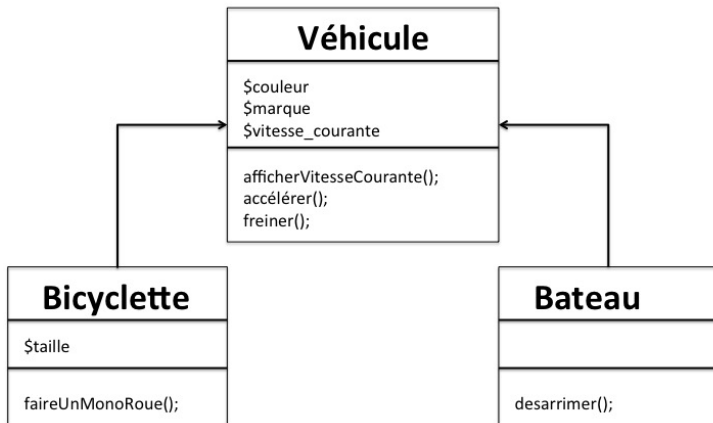 Véhicule
$couleur
$marque
$vitesse_courante
afficherVitesseCourante();
accélérer();
freiner();
Bicyclette
$taille
faireUnMonoRoue();
Bateau
desarrimer();